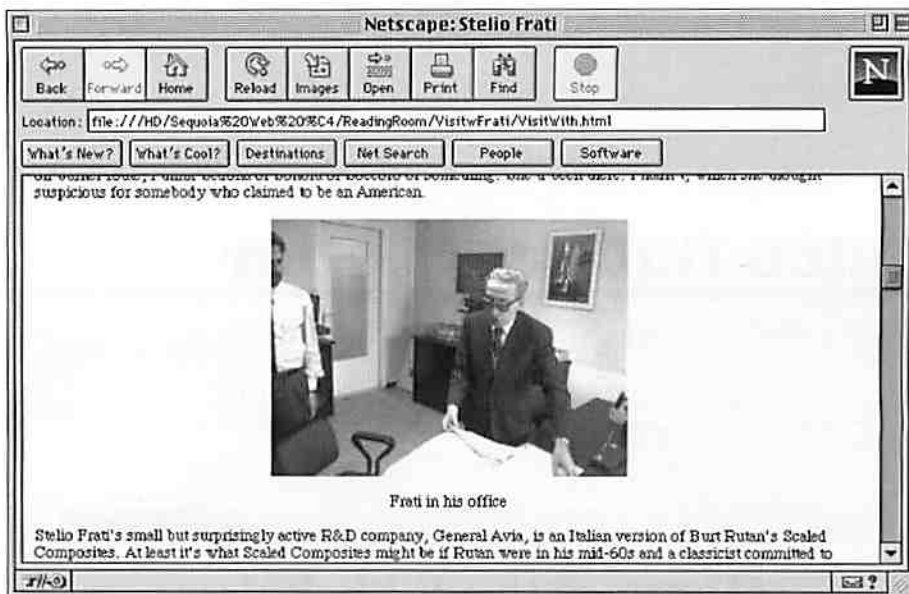 Netscape: Stelio Frati
Back Forward Home Reload Images Open Print Find Stop
N
Location: file:///HD/Sequoia%20Web%20%C4/ReadingRoom/VisitwFrati/VisitWith.html
What's New? What's Cool? Destinations Net Search People Software
suspicious for somebody who claimed to be an American.
Frati in his office
Stelio Frati's small but surprisingly active R&D company, General Avia, is an Italian version of Burt Rutan's Scaled
Composites. At least it's what Scaled Composites might be if Rutan were in his mid-60s and a classicist committed to
?